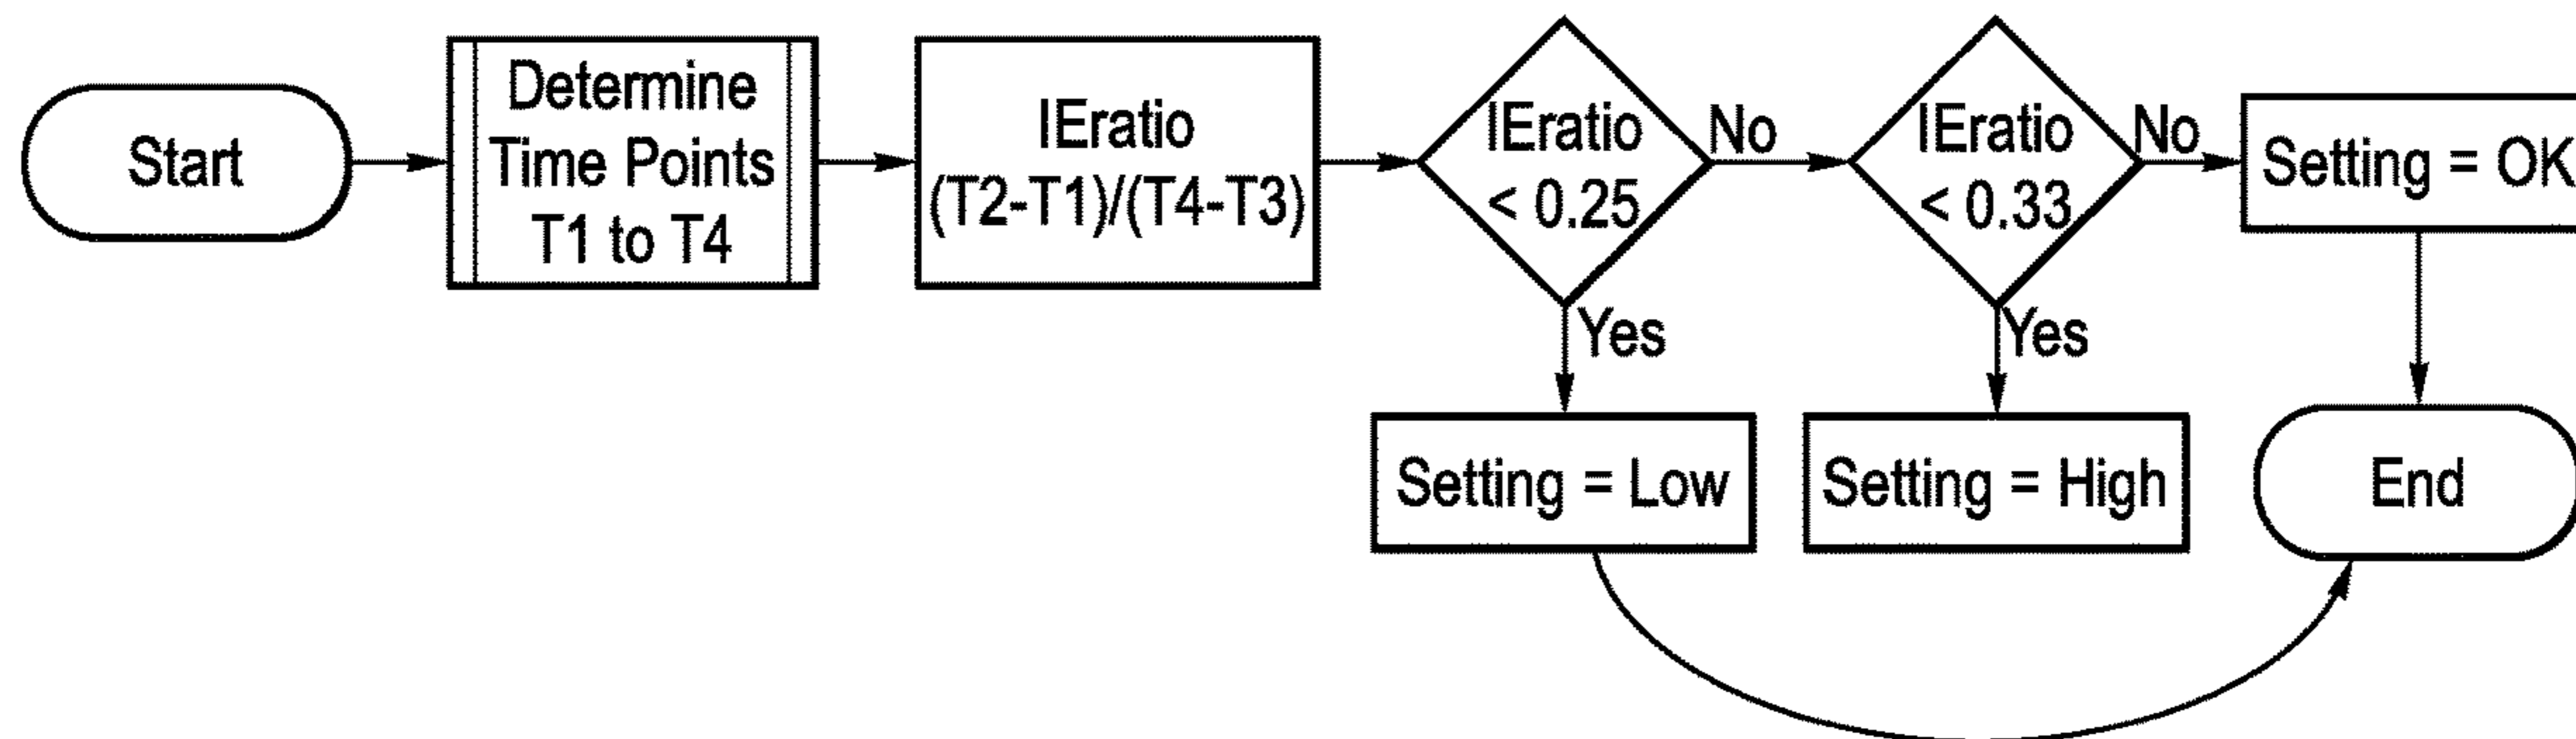 Start
Determine
Time Points
T1 to T4
IEratio
(T2-T1)/(T4-T3)
IEratio
< 0.25
No
Yes
IEratio
< 0.33
No
Yes
Setting = OK
Setting = Low
Setting = High
End